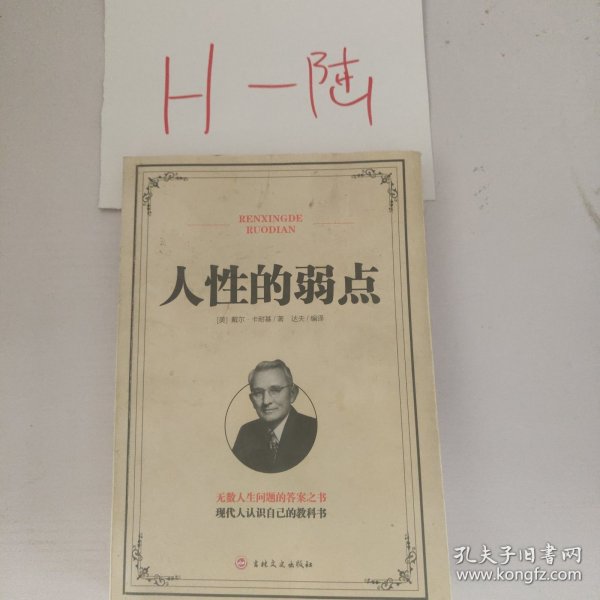 H一陆
RENXINGDE
RUODIAN
人性的弱点
[美] 戴尔·卡耐基/著 达夫/编译
无数人生问题的答案之书
现代人认识自己的教科书
吉林文史出版社
孔夫子旧书网
www.kongfz.com